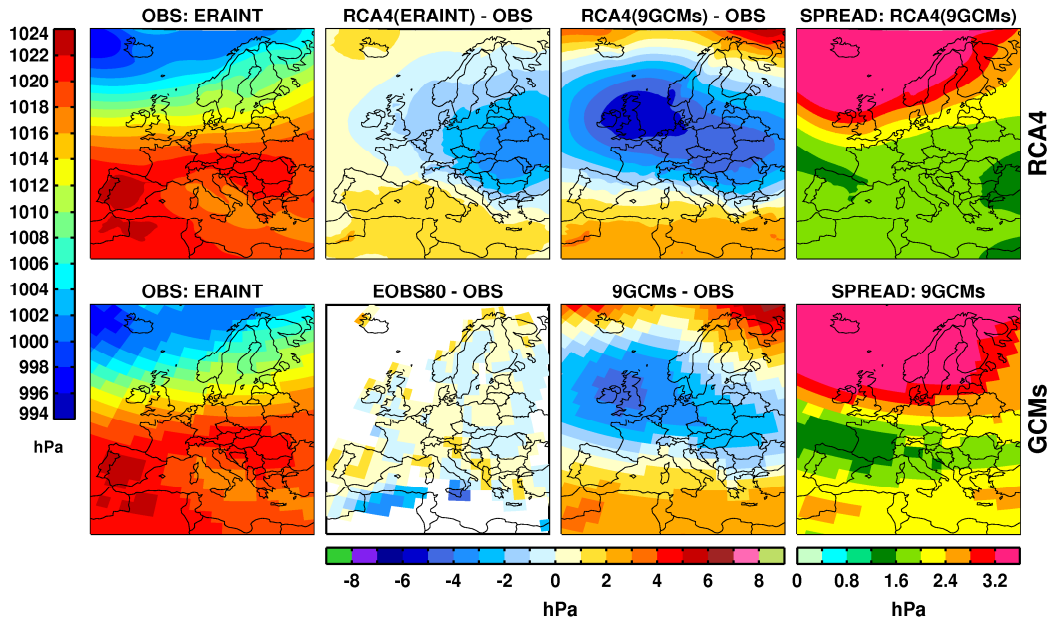 OBS: ERAINT
RCA4(ERAINT) - OBS
RCA4(9GCMs) - OBS
SPREAD: RCA4(9GCMs)
1024
1022
1020
1018
1016
1014
1012
1010
1008
1006
1004
1002
1000
998
996
994
hPa
RCA4
OBS: ERAINT
EOBS80 - OBS
9GCMs - OBS
SPREAD: 9GCMs
GCMs
-8 -6 -4 -2 0 2 4 6 8
hPa
0 0.8 1.6 2.4 3.2
hPa